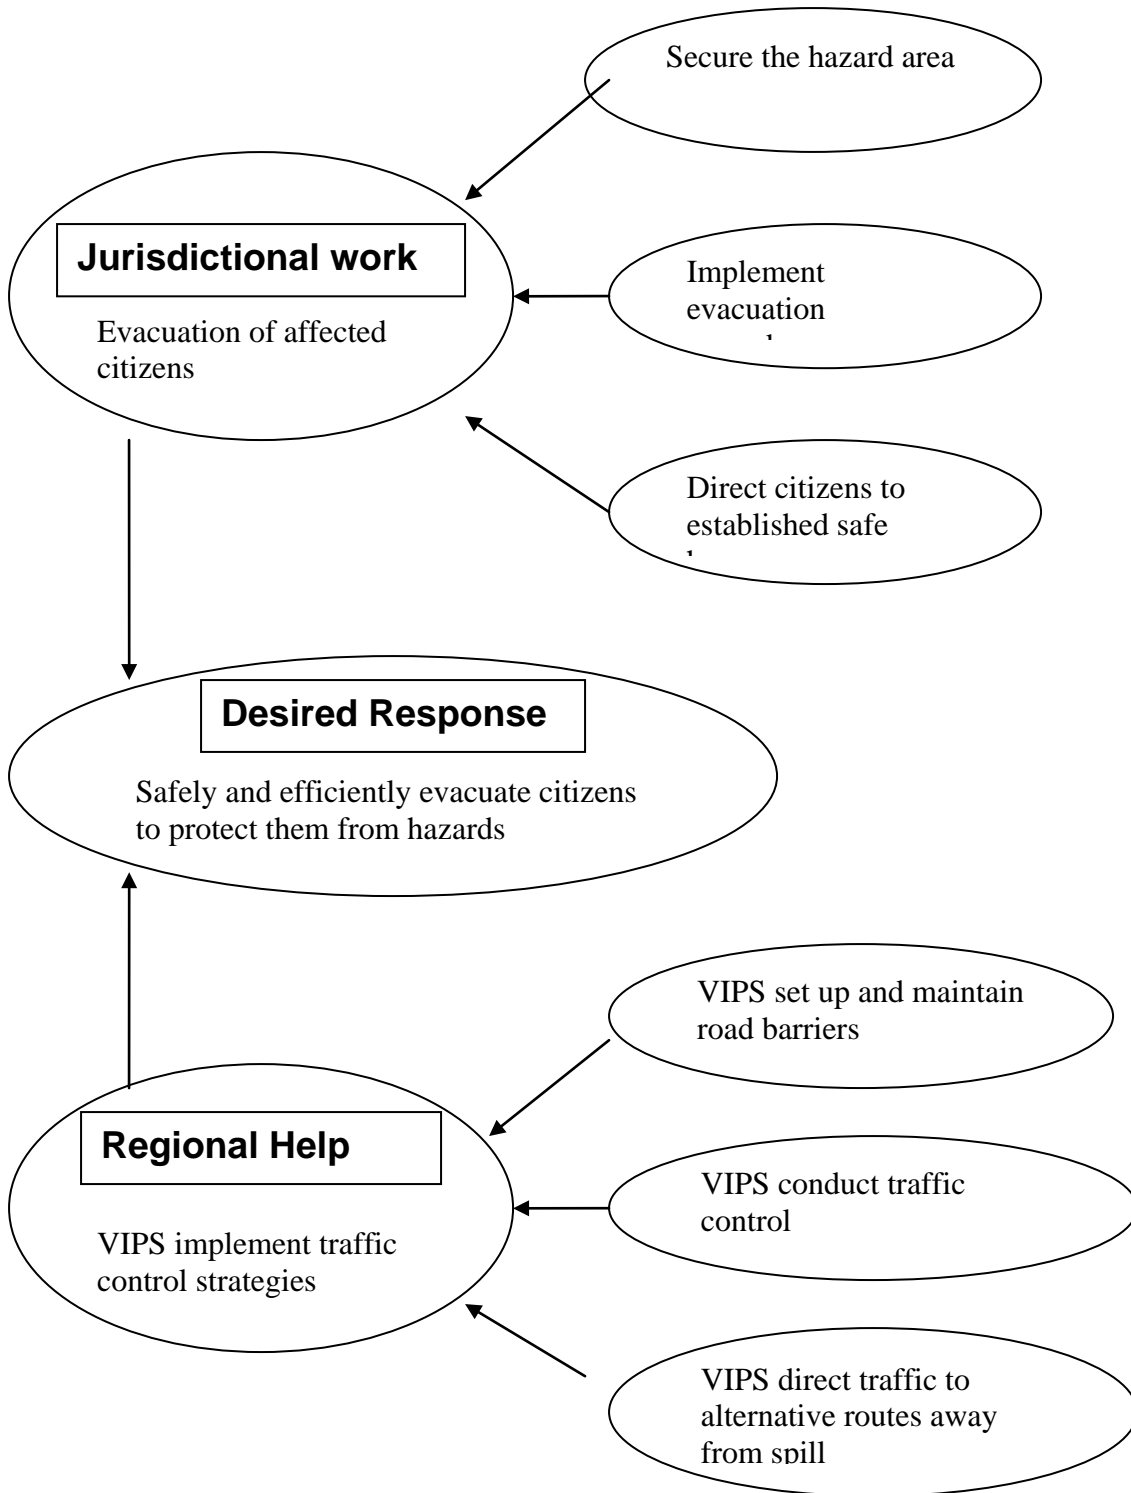 Secure the hazard area
Jurisdictional work
Evacuation of affected
citizens
Implement
evacuation
Direct citizens to
established safe
Desired Response
Safely and efficiently evacuate citizens
to protect them from hazards
VIPS set up and maintain
road barriers
Regional Help
VIPS implement traffic
control strategies
VIPS conduct traffic
control
VIPS direct traffic to
alternative routes away
from spill